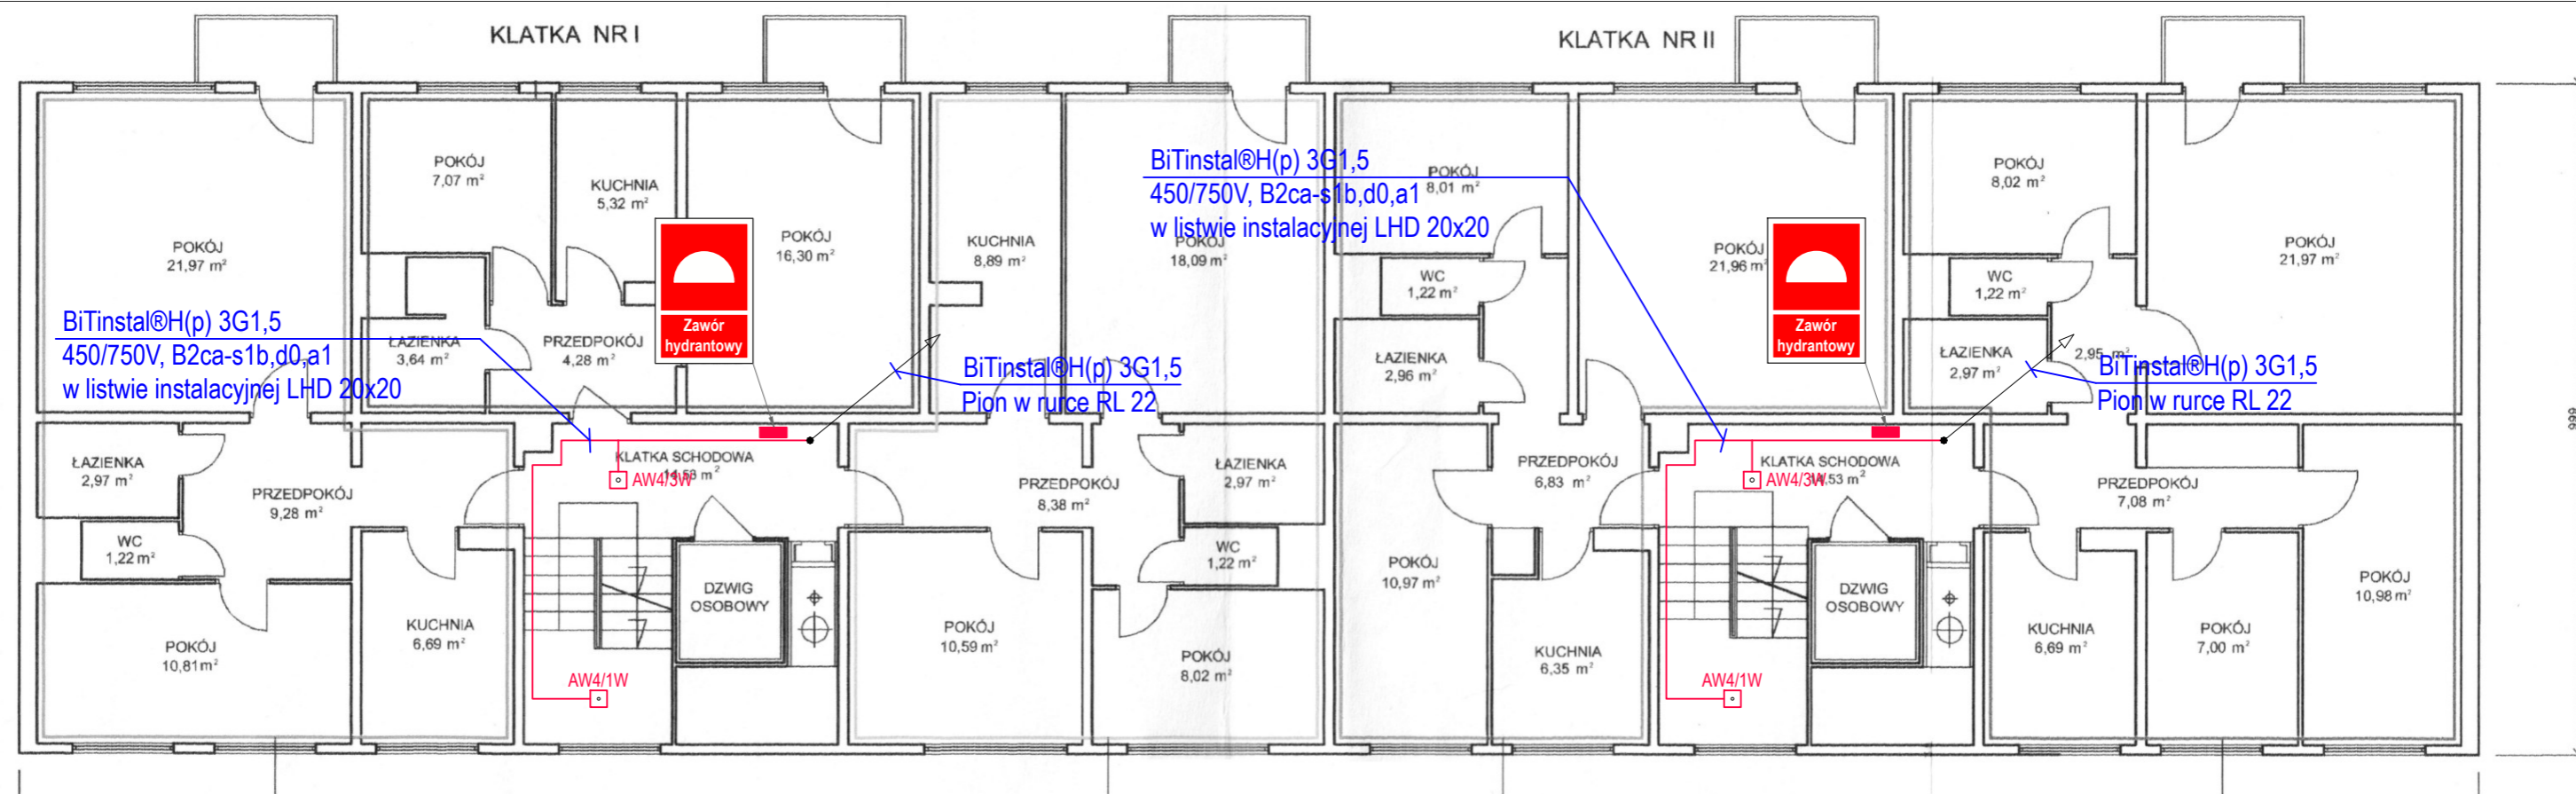 KLATKA NR I
KLATKA NR II
POKÓJ
21,97 m²
POKÓJ
7,07 m²
KUCHNIA
5,32 m²
POKÓJ
16,30 m²
Zawór
hydrantowy
ŁAZIENKA
3,64 m²
PRZEDPOKÓJ
4,28 m²
BiTinstal®H(p) 3G1,5
450/750V, B2ca-s1b,d0,a1
w listwie instalacyjnej LHD 20x20
KUCHNIA
8,89 m²
POKÓJ
18,09 m²
BiTinstal®H(p) 3G1,5
Pion w rurce RL 22
BiTinstal®H(p) 3G1,5
450/750V, B2ca-s1b,d0,a1
w listwie instalacyjnej LHD 20x20
POKÓJ
8,01 m²
WC
1,22 m²
ŁAZIENKA
2,96 m²
POKÓJ
21,96 m²
Zawór
hydrantowy
POKÓJ
8,02 m²
WC
1,22 m²
ŁAZIENKA
2,97 m²
2,95 m²
POKÓJ
21,97 m²
BiTinstal®H(p) 3G1,5
Pion w rurce RL 22
999
ŁAZIENKA
2,97 m²
WC
1,22 m²
PRZEDPOKÓJ
9,28 m²
POKÓJ
10,81m²
KUCHNIA
6,69 m²
KLATKA SCHODOWA
14,53 m²
AW4/3W
AW4/1W
DZWIG
OSOBOWY
PRZEDPOKÓJ
8,38 m²
ŁAZIENKA
2,97 m²
WC
1,22 m²
POKÓJ
10,59 m²
POKÓJ
8,02 m²
POKÓJ
10,97 m²
PRZEDPOKÓJ
6,83 m²
KUCHNIA
6,35 m²
KLATKA SCHODOWA
14,53 m²
AW4/3W
AW4/1W
DZWIG
OSOBOWY
PRZEDPOKÓJ
7,08 m²
KUCHNIA
6,69 m²
POKÓJ
7,00 m²
POKÓJ
10,98 m²